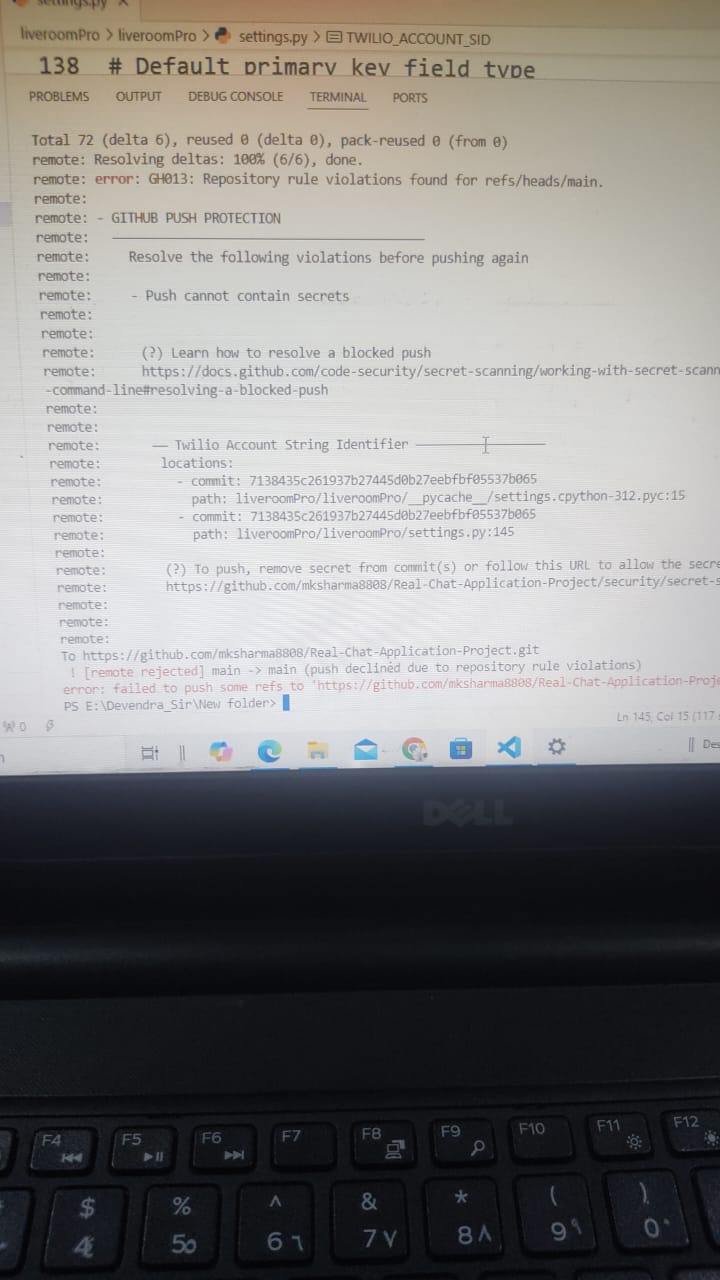 settings.py ×
liveroomPro > liveroomPro > settings.py > TWILIO_ACCOUNT_SID
138 # Default primary key field type
PROBLEMS OUTPUT DEBUG CONSOLE TERMINAL PORTS
Total 72 (delta 6), reused 0 (delta 0), pack-reused 0 (from 0)
remote: Resolving deltas: 100% (6/6), done.
remote: error: GH013: Repository rule violations found for refs/heads/main.
remote:
remote: - GITHUB PUSH PROTECTION
remote: ————————————————————
remote: Resolve the following violations before pushing again
remote:
remote: - Push cannot contain secrets
remote:
remote:
remote: (?) Learn how to resolve a blocked push
remote: https://docs.github.com/code-security/secret-scanning/working-with-secret-scann
-command-line#resolving-a-blocked-push
remote:
remote:
remote: —— Twilio Account String Identifier ————————
remote: locations:
remote: - commit: 7138435c261937b27445d0b27eebfbf05537b065
remote: path: liveroomPro/liveroomPro/__pycache__/settings.cpython-312.pyc:15
remote: - commit: 7138435c261937b27445d0b27eebfbf05537b065
remote: path: liveroomPro/liveroomPro/settings.py:145
remote:
remote: (?) To push, remove secret from commit(s) or follow this URL to allow the secre
remote: https://github.com/mksharma8808/Real-Chat-Application-Project/security/secret-s
remote:
remote:
remote:
To https://github.com/mksharma8808/Real-Chat-Application-Project.git
! [remote rejected] main -> main (push declined due to repository rule violations)
error: failed to push some refs to 'https://github.com/mksharma8808/Real-Chat-Application-Proje
PS E:\Devendra_Sir\New folder>
0 Ln 145, Col 15 (117 s
Des
DELL
F4 F5 F6 F7 F8 F9 F10 F11 F12
$ % ^ & * ( )
4 5 ٥ 6 ٦ 7 ٧ 8 ٨ 9 ٩ 0 ٠